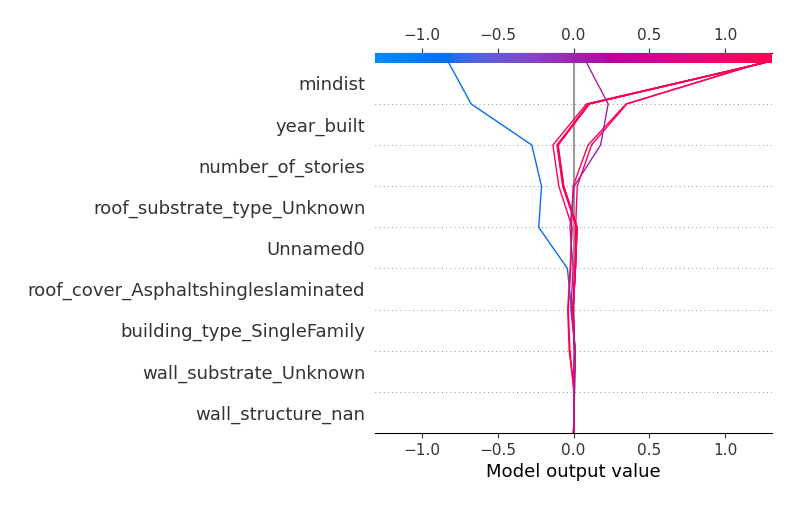 −1.0 −0.5 0.0 0.5 1.0
mindist
year_built
number_of_stories
roof_substrate_type_Unknown
Unnamed0
roof_cover_Asphaltshingleslaminated
building_type_SingleFamily
wall_substrate_Unknown
wall_structure_nan
−1.0 −0.5 0.0 0.5 1.0
Model output value